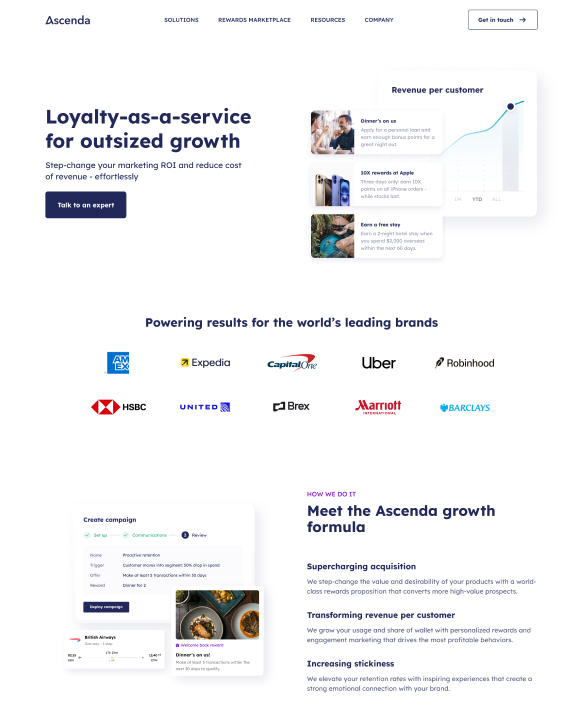 Ascenda
SOLUTIONS
REWARDS MARKETPLACE
RESOURCES
COMPANY
Get in touch
Loyalty-as-a-service
for outsized growth
Step-change your marketing ROI and reduce cost
of revenue - effortlessly
Talk to an expert
Revenue per customer
Dinner's on us
Apply for a personal loan and
earn enough bonus points for a
great night out.
10X rewards at Apple
Three days only: earn 10X
points on all iPhone orders -
while stocks last.
Earn a free stay
Earn a 2-night hotel stay when
you spend $2,000 overseas
within the next 60 days.
1M
YTD
ALL
Powering results for the world's leading brands
AM
EX
Expedia
Capital One
Uber
Robinhood
HSBC
UNITED
Brex
Marriott
INTERNATIONAL
BARCLAYS
HOW WE DO IT
Meet the Ascenda growth
formula
Supercharging acquisition
We step-change the value and desirability of your products with a world-
class rewards proposition that converts more high-value prospects.
Transforming revenue per customer
We grow your usage and share of wallet with personalized rewards and
engagement marketing that drives the most profitable behaviors.
Increasing stickiness
We elevate your retention rates with inspiring experiences that create a
strong emotional connection with your brand.
Create campaign
Set up
Communications
3
Review
Name
Proactive retention
Trigger
Customer moves into segment 50% drop in spend
Offer
Make at least 5 transactions within 30 days
Reward
Dinner for 2
Deploy campaign
British Airways
Welcome back reward
Dinner's on us!
Make at least 5 transactions within the
next 30 days to qualify.